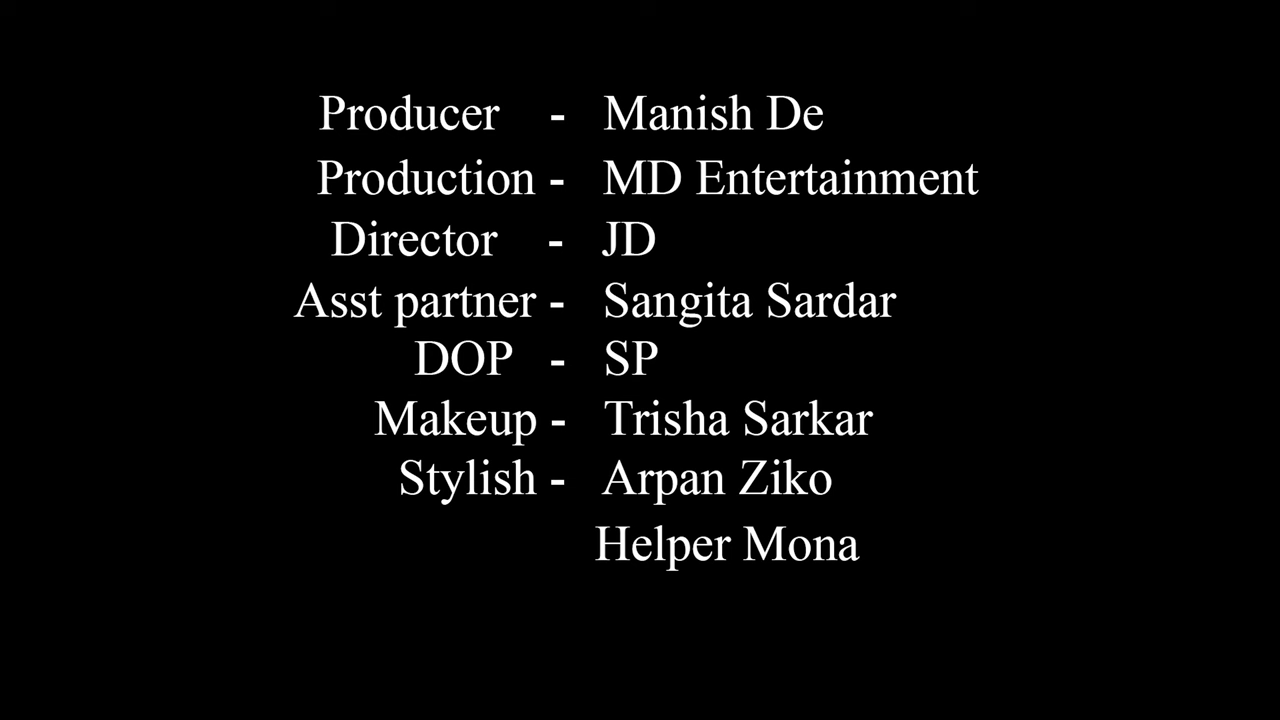 Producer - Manish De
Production - MD Entertainment
Director - JD
Asst partner - Sangita Sardar
DOP - SP
Makeup - Trisha Sarkar
Stylish - Arpan Ziko
Helper Mona